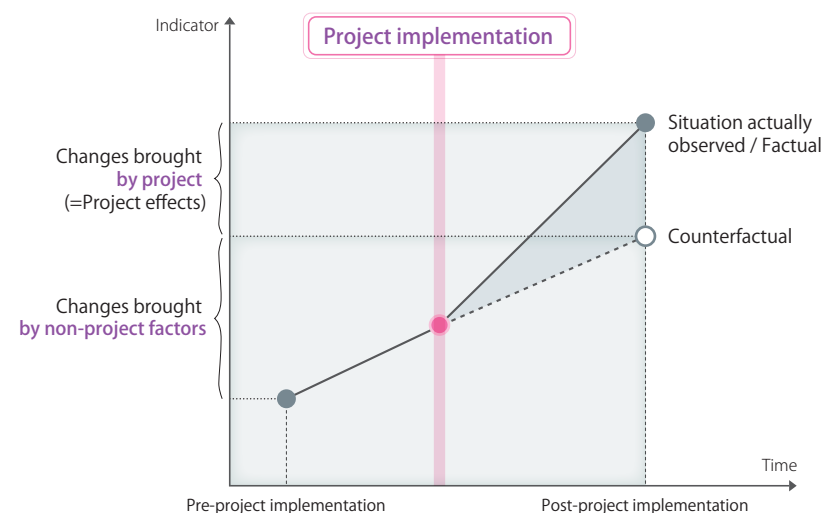 Indicator
Project implementation
Situation actually
observed / Factual
Changes brought
by project
(=Project effects)
Counterfactual
Changes brought
by non-project factors
Time
Pre-project implementation
Post-project implementation